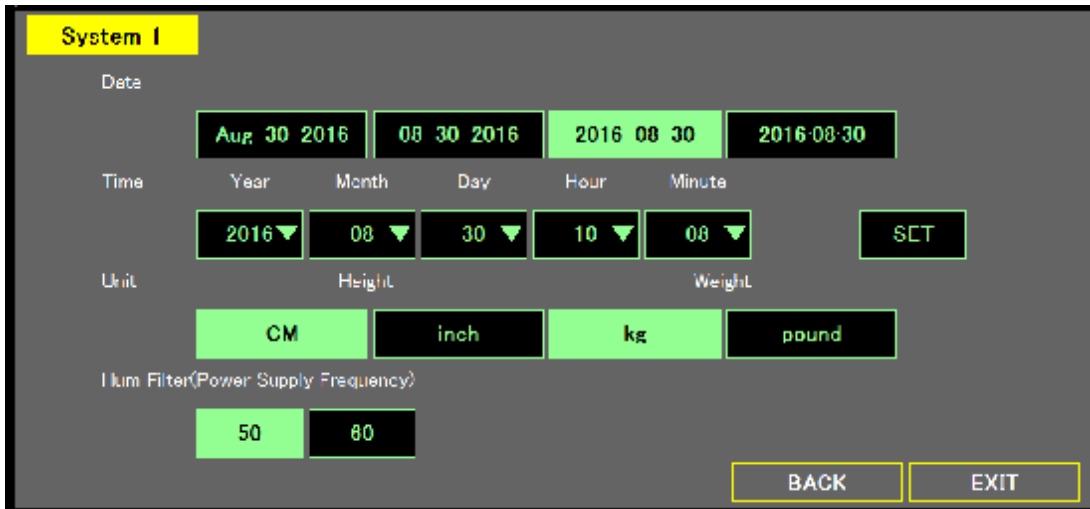 System 1
Date
Aug 30 2016 08 30 2016 2016 08 30 2016·08·30
Time Year Month Day Hour Minute
2016 08 30 10 08 SET
Unit Height Weight
CM inch kg pound
Hum Filter(Power Supply Frequency)
50 60
BACK EXIT